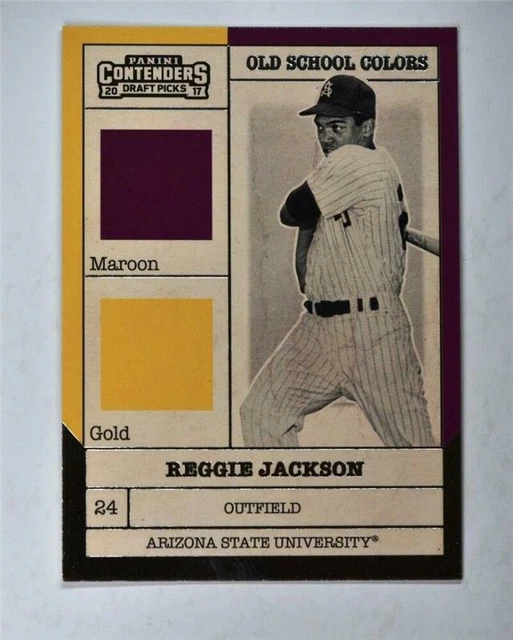 PANINI
CONTENDERS
20 DRAFT PICKS 17
OLD SCHOOL COLORS
Maroon
Gold
REGGIE JACKSON
24
OUTFIELD
ARIZONA STATE UNIVERSITY®